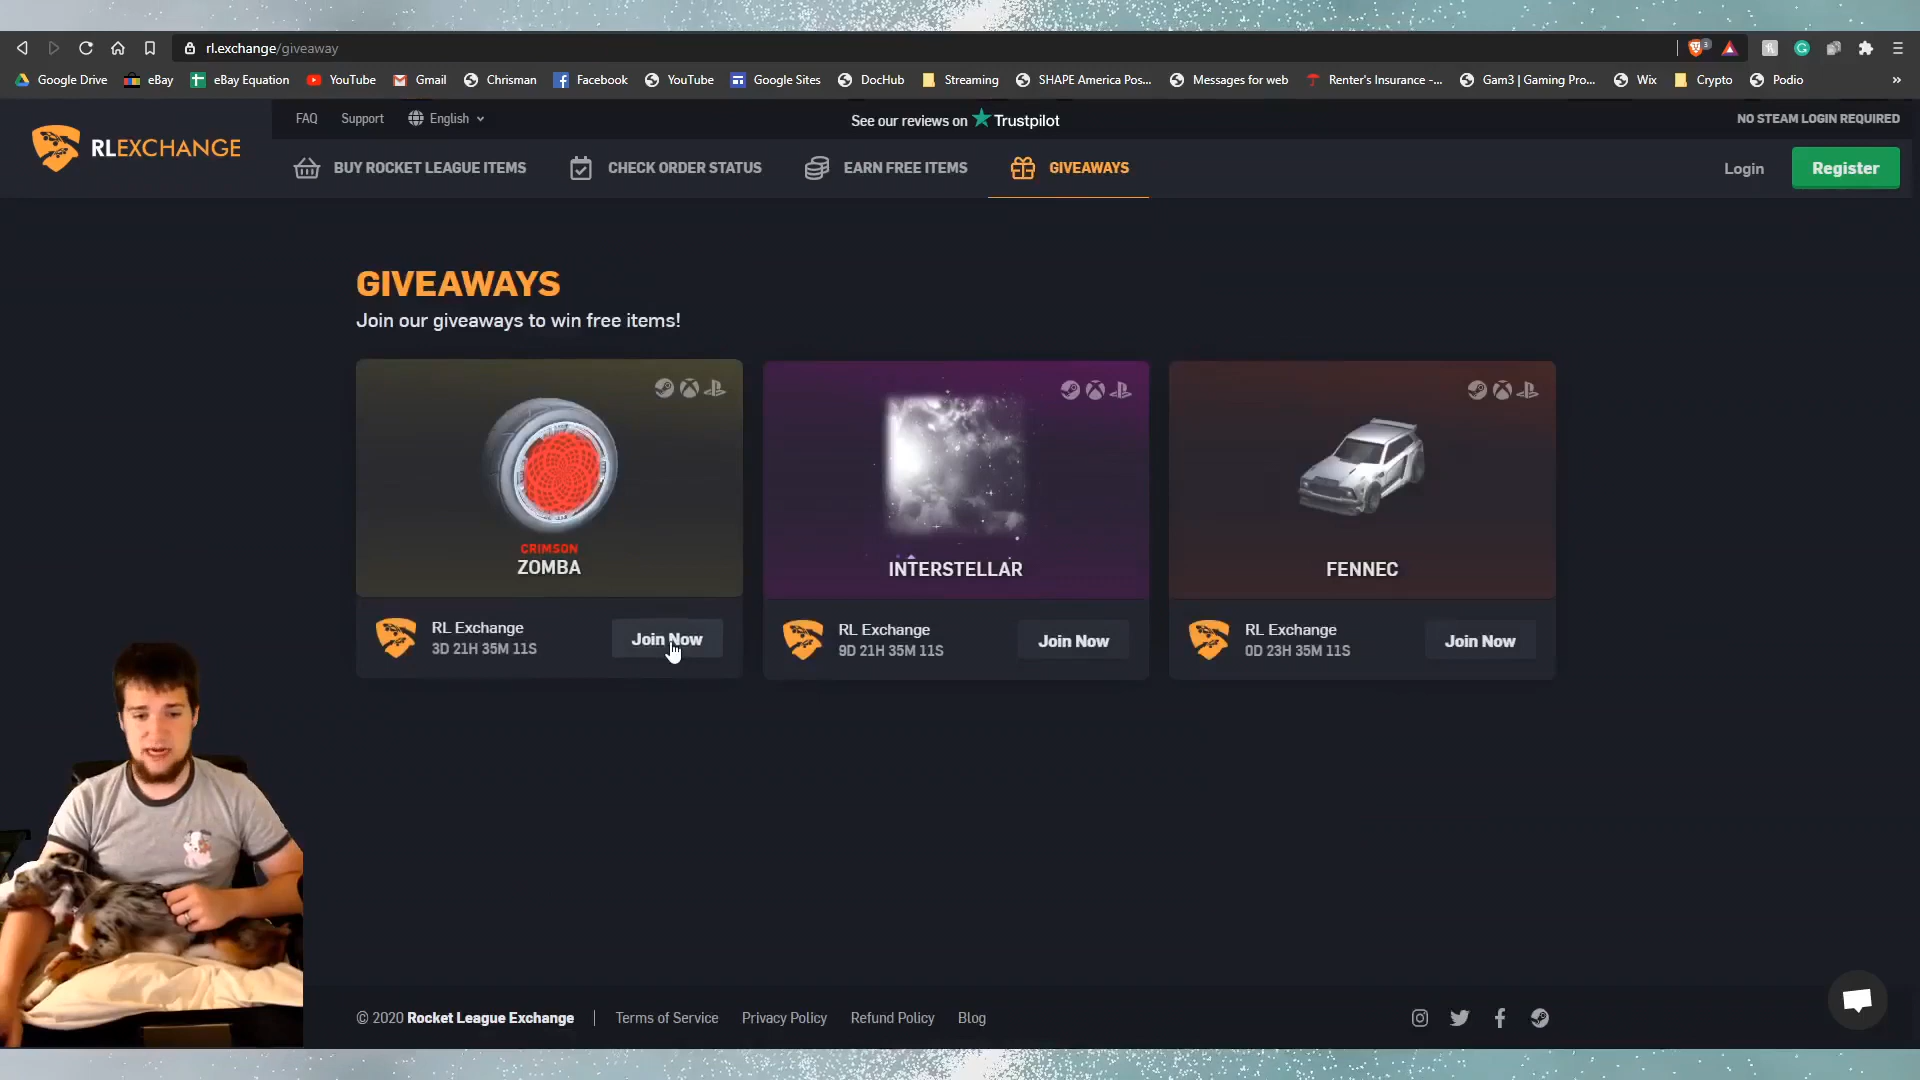 rl.exchange/giveaway
3
Google Drive eBay eBay Equation YouTube Gmail Chrisman Facebook YouTube Google Sites DocHub Streaming SHAPE America Pos... Messages for web Renter's Insurance -... Gam3 | Gaming Pro... Wix Crypto Podio »
FAQ Support English See our reviews on Trustpilot NO STEAM LOGIN REQUIRED
RLEXCHANGE
BUY ROCKET LEAGUE ITEMS CHECK ORDER STATUS EARN FREE ITEMS GIVEAWAYS Login Register
GIVEAWAYS
Join our giveaways to win free items!
CRIMSON
ZOMBA
RL Exchange
3D 21H 35M 11S
Join Now
INTERSTELLAR
RL Exchange
9D 21H 35M 11S
Join Now
FENNEC
RL Exchange
0D 23H 35M 11S
Join Now
© 2020 Rocket League Exchange | Terms of Service Privacy Policy Refund Policy Blog